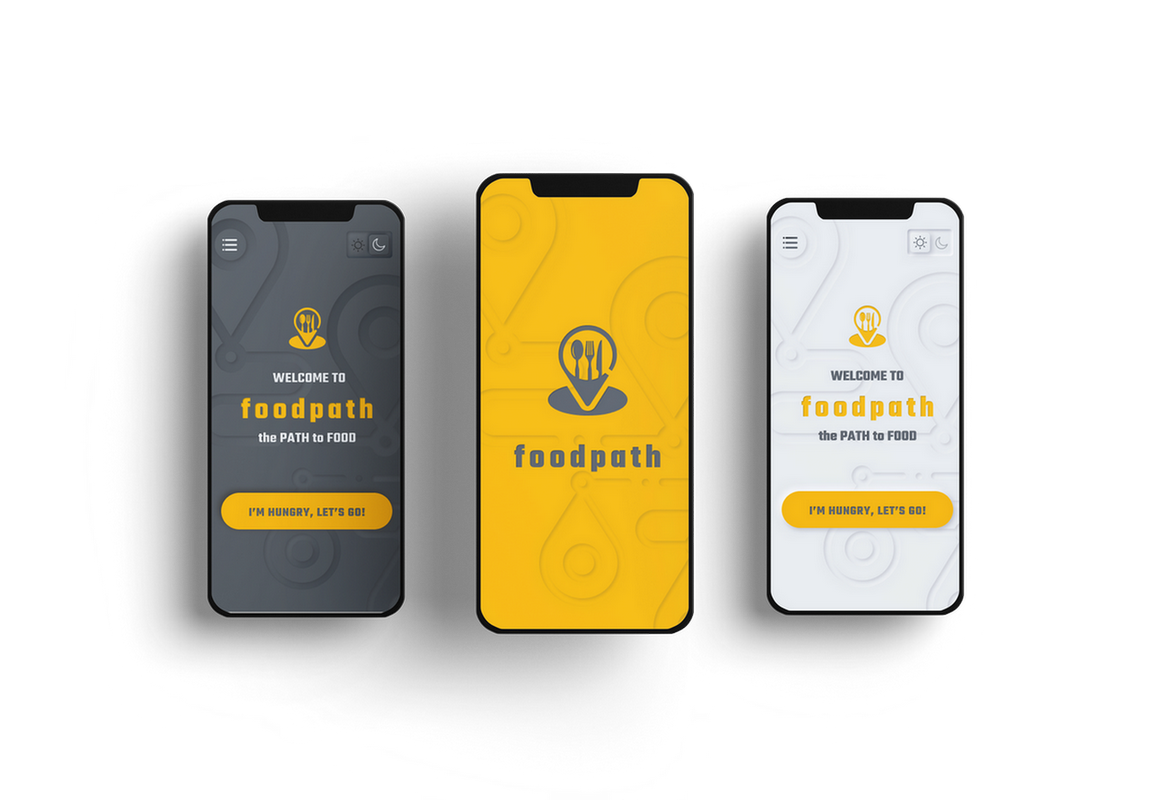 WELCOME TO
foodpath
the PATH to FOOD
I'M HUNGRY, LET'S GO!
foodpath
WELCOME TO
foodpath
the PATH to FOOD
I'M HUNGRY, LET'S GO!